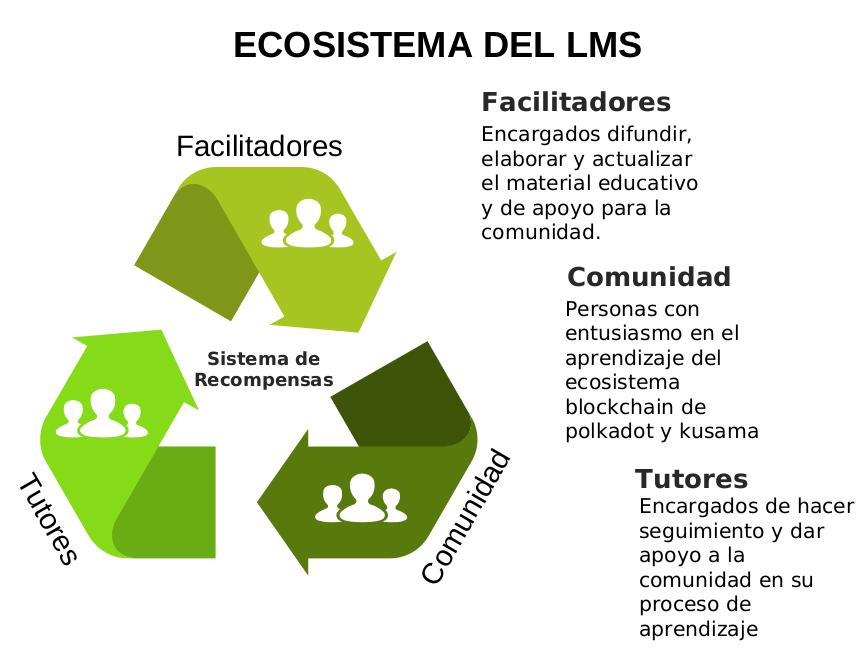 ECOSISTEMA DEL LMS
Facilitadores
Sistema de
Recompensas
Tutores
Comunidad
Facilitadores
Encargados difundir,
elaborar y actualizar
el material educativo
y de apoyo para la
comunidad.
Comunidad
Personas con
entusiasmo en el
aprendizaje del
ecosistema
blockchain de
polkadot y kusama
Tutores
Encargados de hacer
seguimiento y dar
apoyo a la
comunidad en su
proceso de
aprendizaje